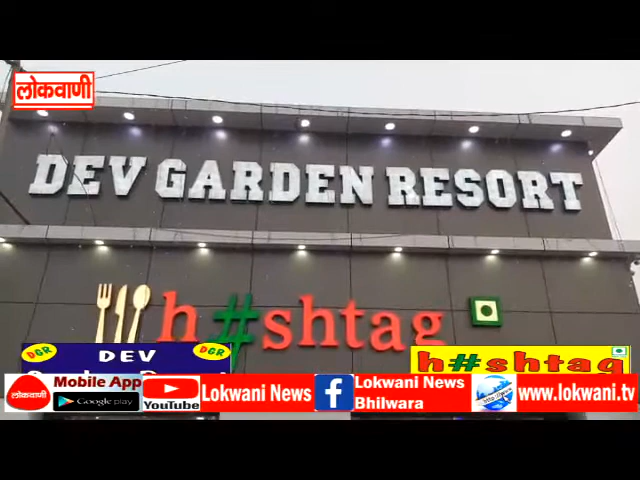 लोकवाणी
DEV GARDEN RESORT
h#shtag
DGR DEV DGR
h#shtag
लोकवाणी
Mobile App
Google play
YouTube
Lokwani News
Lokwani News
Bhilwara
www.lokwani.tv